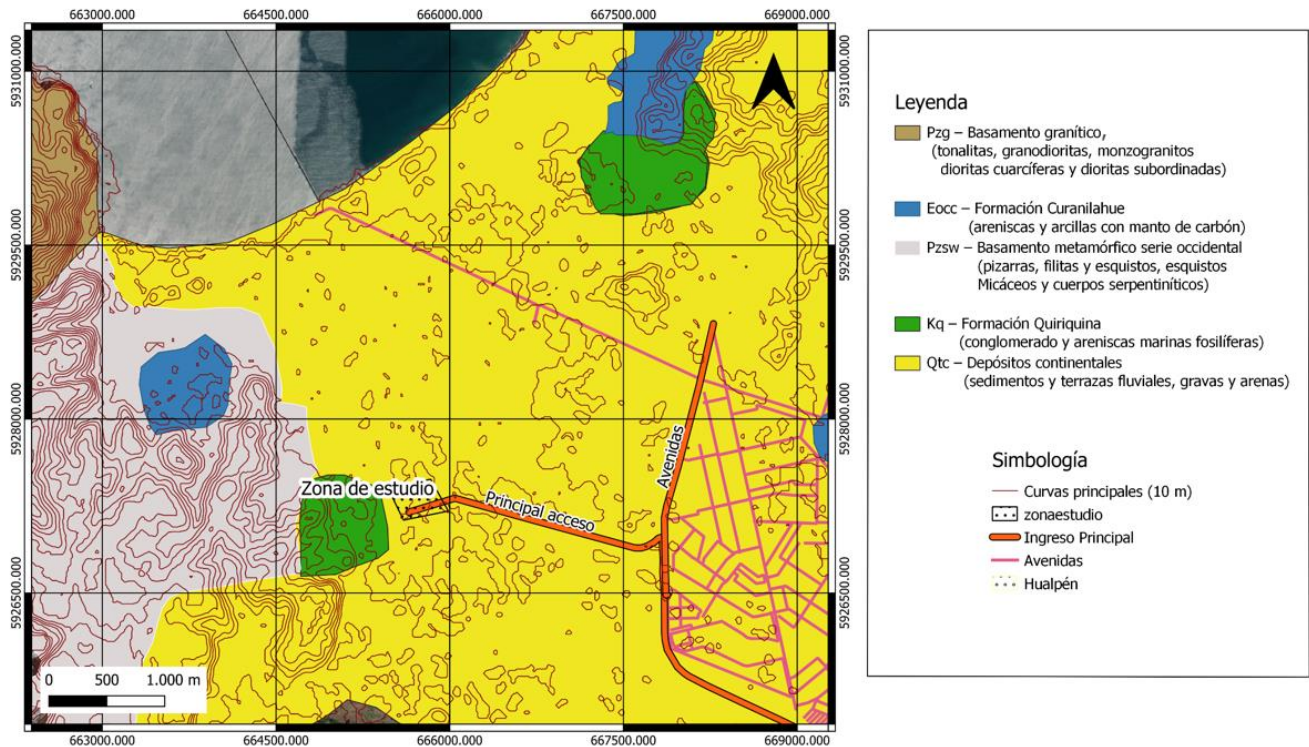 663000.000 664500.000 666000.000 667500.000 669000.000
5931000.000 5931000.000
5929500.000 5929500.000
5928000.000 5928000.000
5926500.000 5926500.000
Zona de estudio
Principal acceso
Avenidas
0 500 1.000 m
663000.000 664500.000 666000.000 667500.000 669000.000
Leyenda
Pzg – Basamento granítico,
(tonalitas, granodioritas, monzogranitos
dioritas cuarcíferas y dioritas subordinadas)
Eocc – Formación Curanilahue
(areniscas y arcillas con manto de carbón)
Pzsw – Basamento metamórfico serie occidental
(pizarras, filitas y esquistos, esquistos
Micáceos y cuerpos serpentiníticos)
Kq – Formación Quiriquina
(conglomerado y areniscas marinas fosilíferas)
Qtc – Depósitos continentales
(sedimentos y terrazas fluviales, gravas y arenas)
Simbología
Curvas principales (10 m)
zonaestudio
Ingreso Principal
Avenidas
Hualpén